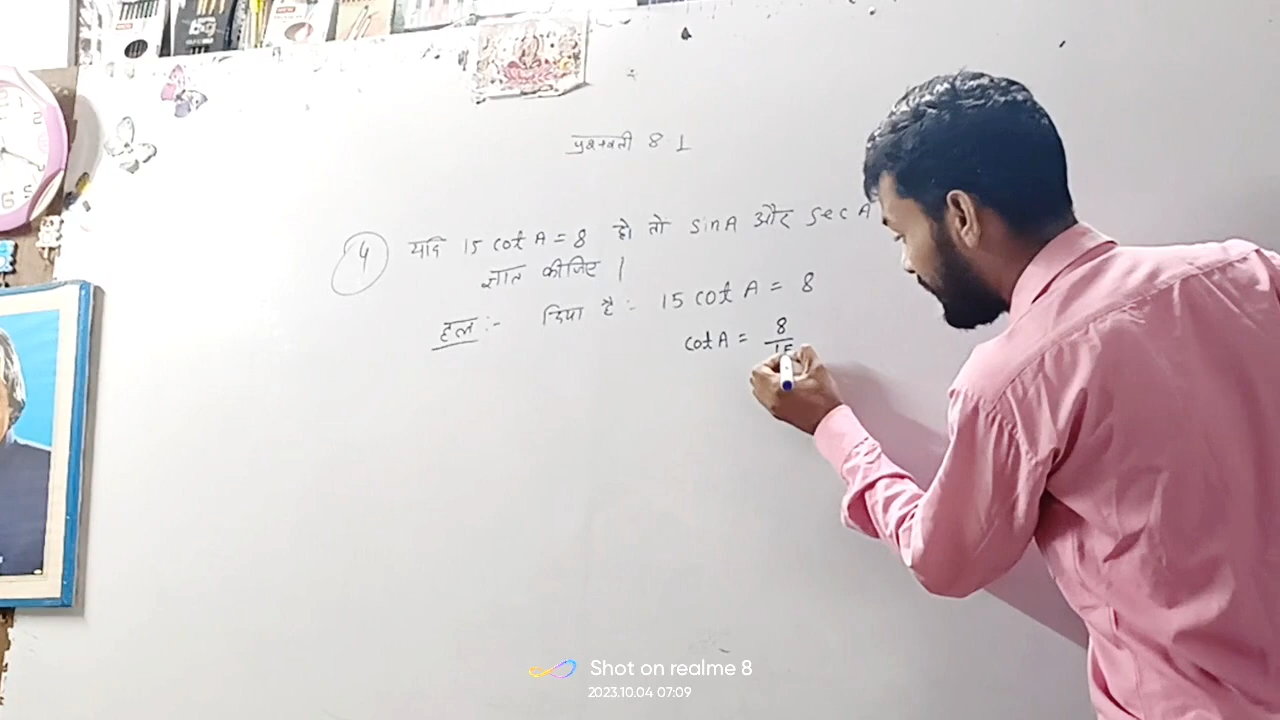 प्रश्नावली 8.1
4 यदि 15 cot A = 8 हो तो sin A और sec A
ज्ञात कीजिए |
हल :- दिया है :- 15 cot A = 8
cot A = 8/15
Shot on realme 8
2023.10.04 07:09